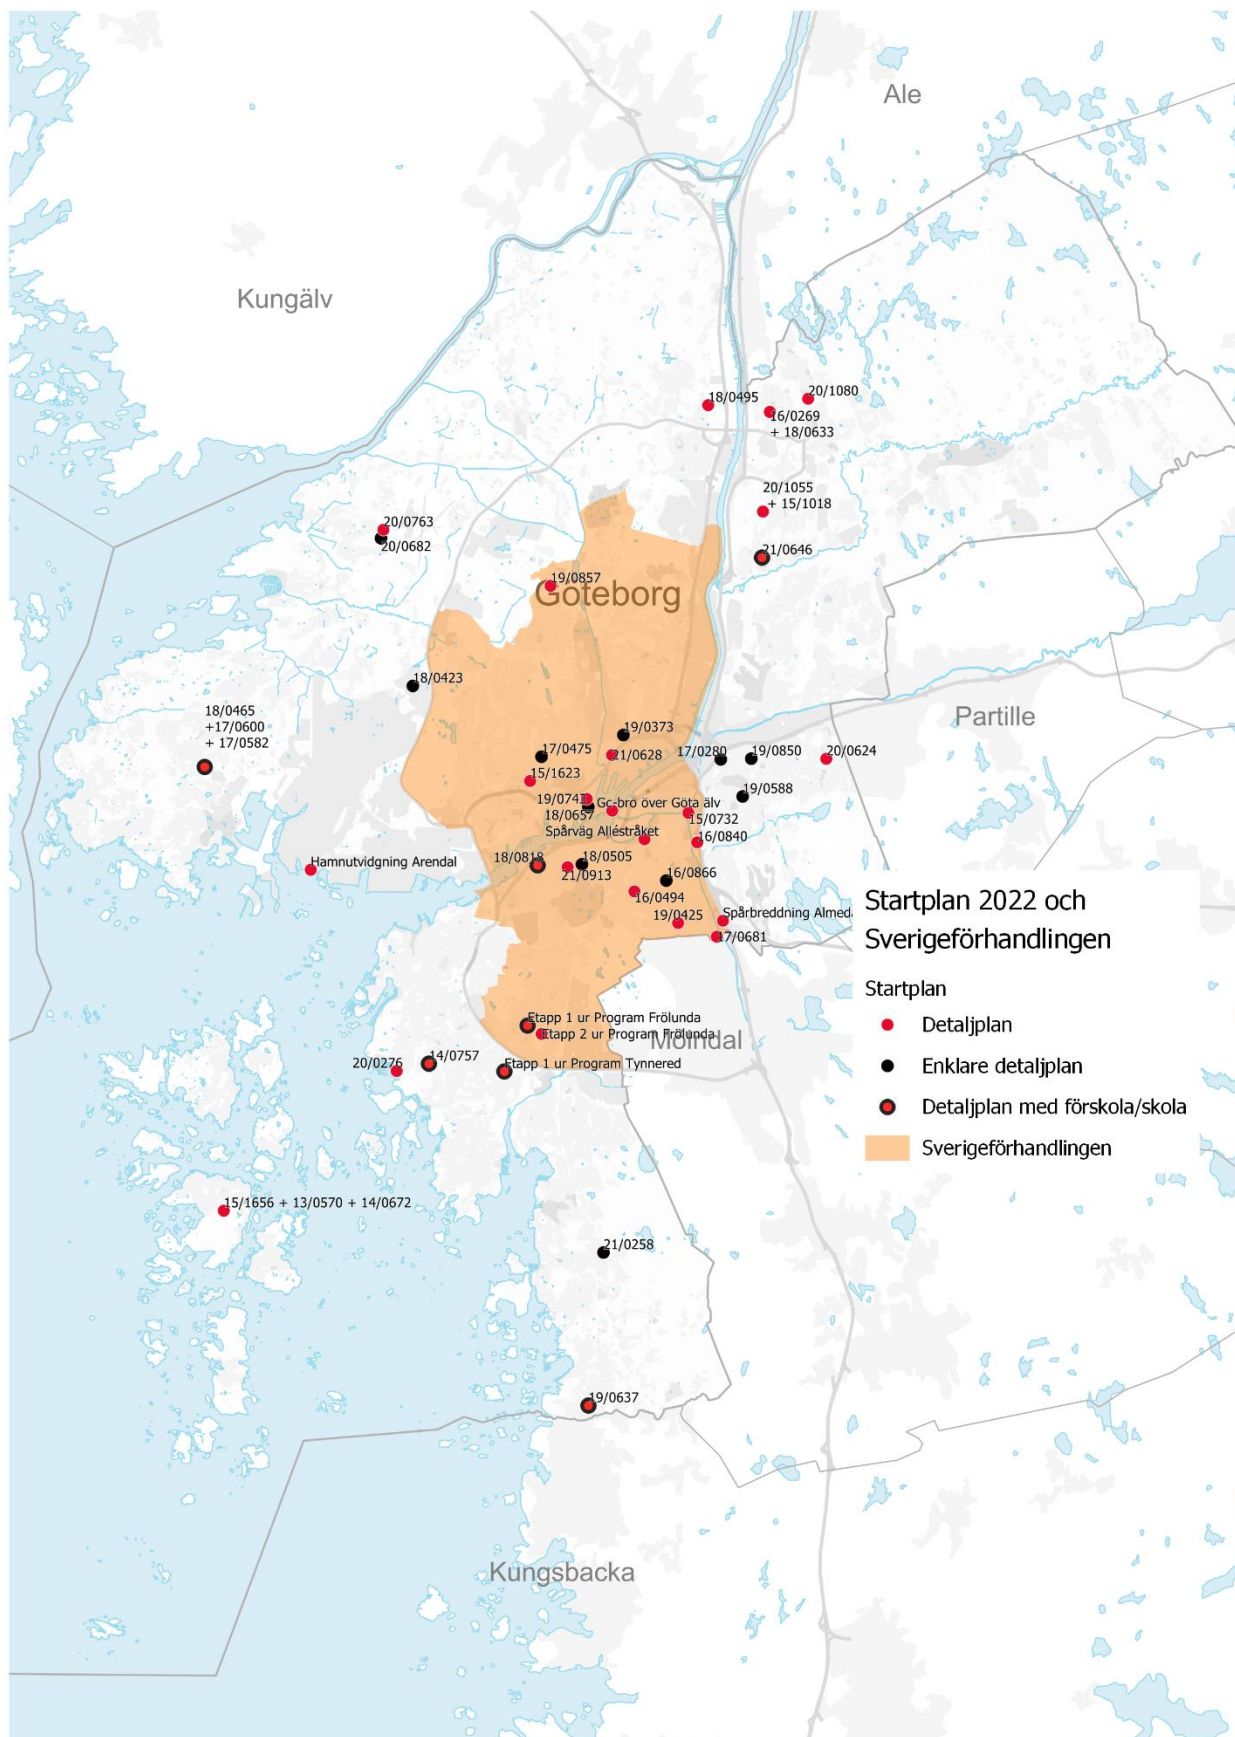 Ale
Kungälv
18/0495
20/1080
16/0269
+ 18/0633
20/1055
+ 15/1018
20/0763
20/0682
21/0646
19/0857
Göteborg
18/0423
18/0465
+17/0600
+ 17/0582
Partille
19/0373
17/0475
21/0628
17/0280
19/0850
20/0624
15/1623
19/0588
19/0743
Gc-bro över Göta älv
18/0657
15/0732
Spårväg Alléstråket
16/0840
Hamnutvidgning Arendal
18/0818
18/0505
21/0913
16/0866
16/0494
19/0425
Spårbreddning Almed
17/0681
Startplan 2022 och
Sverigeförhandlingen
Startplan
Detaljplan
Enklare detaljplan
Detaljplan med förskola/skola
Sverigeförhandlingen
Etapp 1 ur Program Frölunda
Etapp 2 ur Program Frölunda
Mölndal
20/0276
14/0757
Etapp 1 ur Program Tynnered
15/1656 + 13/0570 + 14/0672
21/0258
19/0637
Kungsbacka